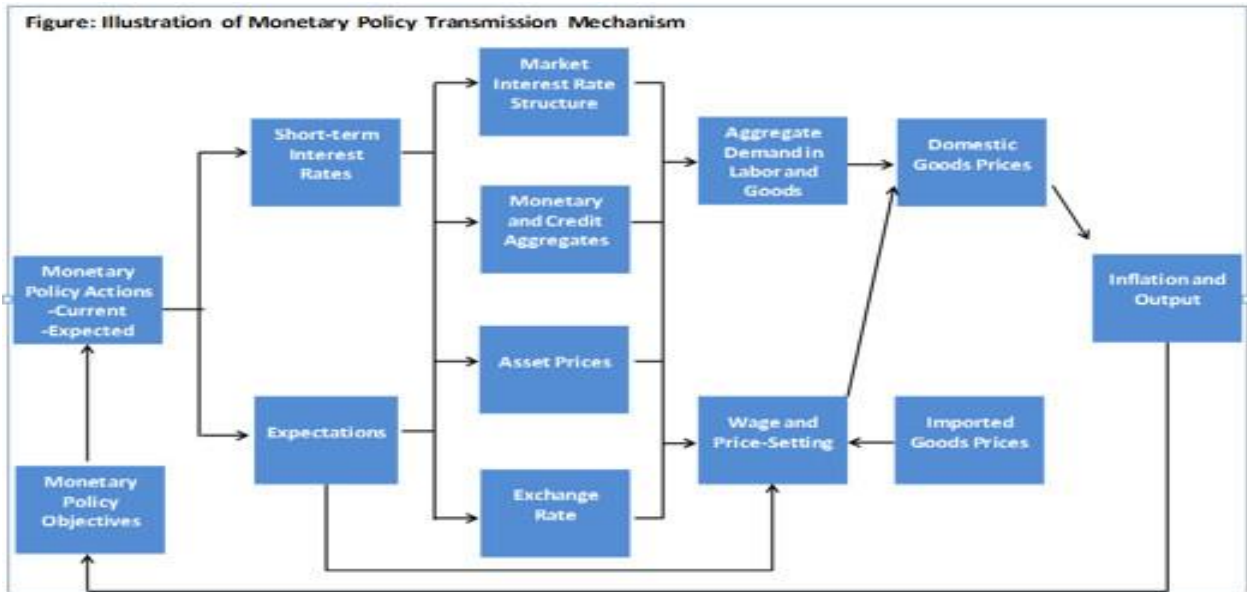 Figure: Illustration of Monetary Policy Transmission Mechanism
Market
Interest Rate
Structure
Short-term
Interest
Rates
Aggregate
Demand in
Labor and
Goods
Domestic
Goods Prices
Monetary
and Credit
Aggregates
Monetary
Policy Actions
-Current
-Expected
Inflation and
Output
Asset Prices
Expectations
Wage and
Price-Setting
Imported
Goods Prices
Monetary
Policy
Objectives
Exchange
Rate